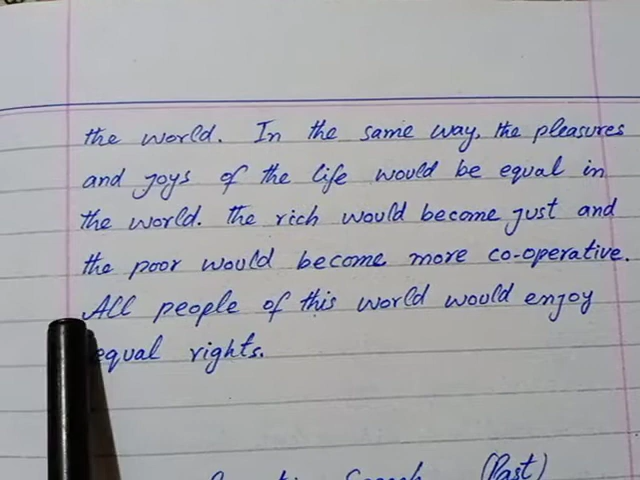 the world. In the same way, the pleasures
and joys of the life would be equal in
the world. The rich would become just and
the poor would become more co-operative.
All people of this world would enjoy
equal rights.
(Past)